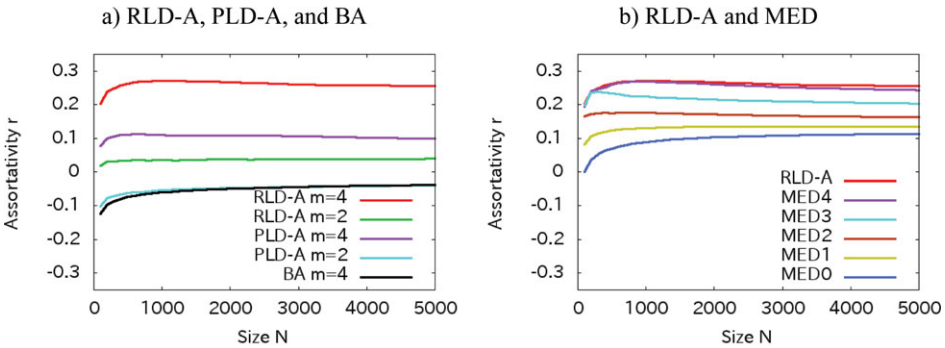 a) RLD-A, PLD-A, and BA
Assortativity r
0.3
0.2
0.1
0
-0.1
-0.2
-0.3
RLD-A m=4
RLD-A m=2
PLD-A m=4
PLD-A m=2
BA m=4
0 1000 2000 3000 4000 5000
Size N
b) RLD-A and MED
Assortativity r
0.3
0.2
0.1
0
-0.1
-0.2
-0.3
RLD-A
MED4
MED3
MED2
MED1
MED0
0 1000 2000 3000 4000 5000
Size N